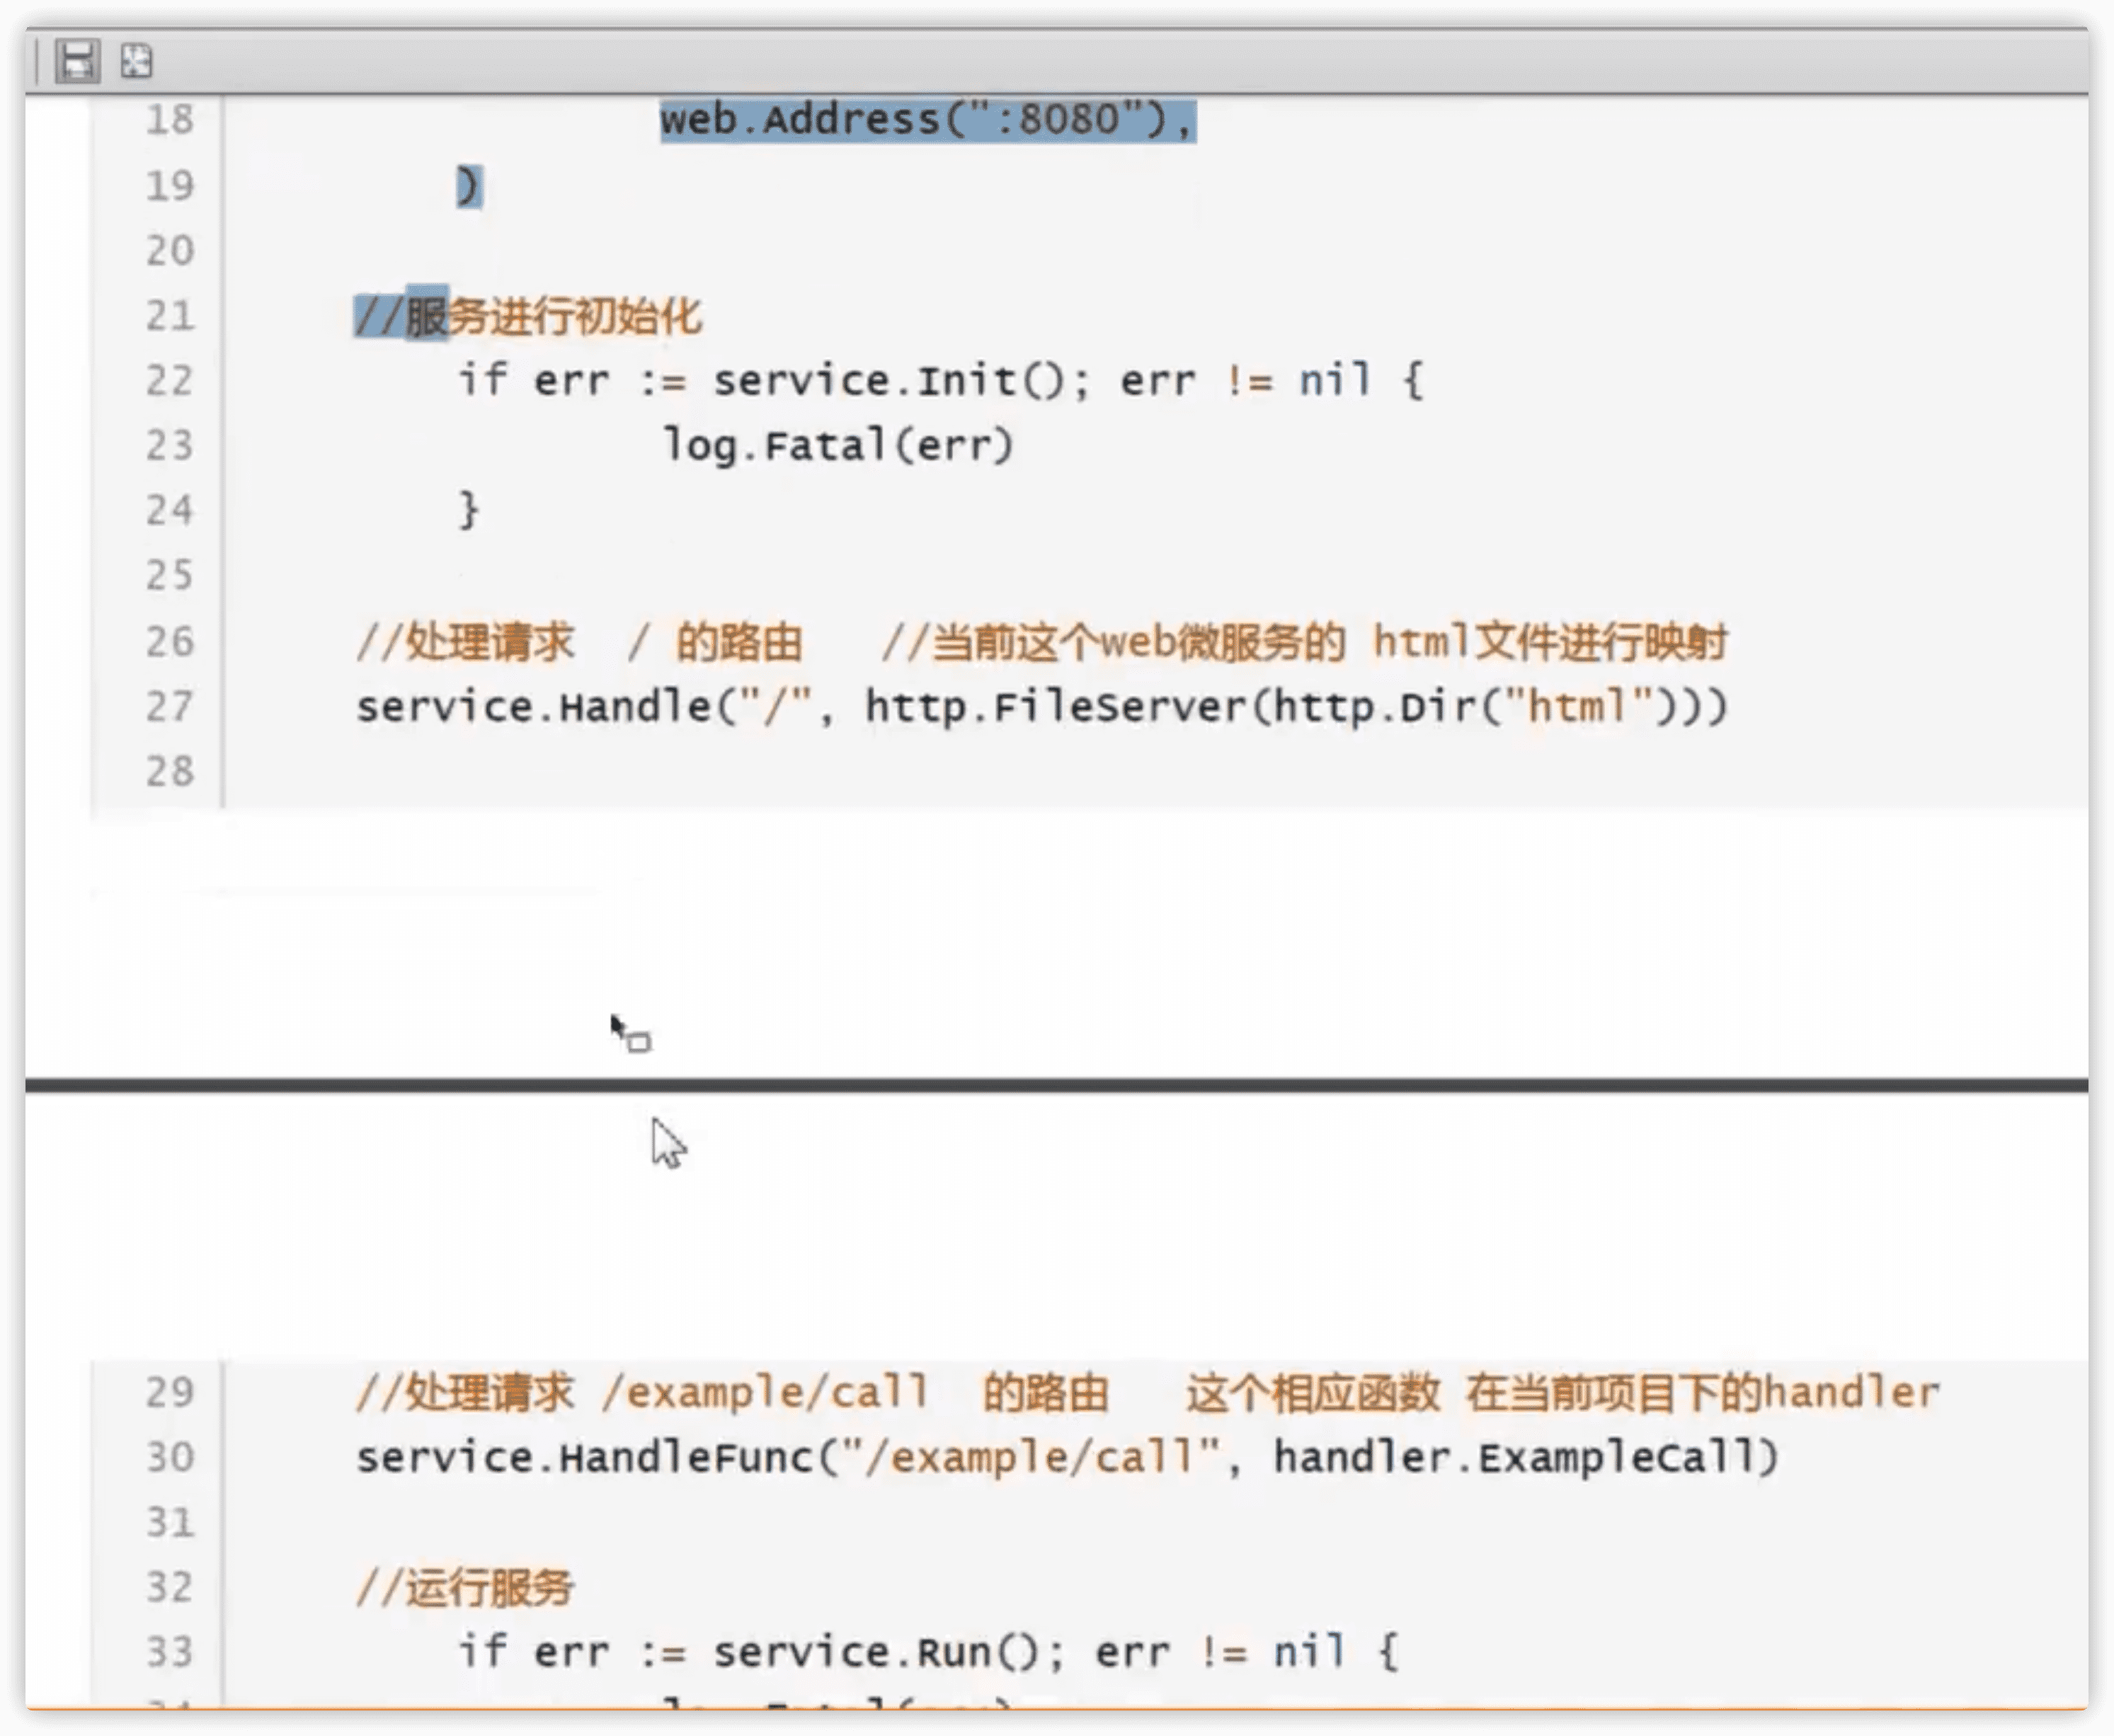 18 web.Address(":8080"),
19 )
20
21 //服务进行初始化
22 if err := service.Init(); err != nil {
23 log.Fatal(err)
24 }
25
26 //处理请求 / 的路由 //当前这个web微服务的 html文件进行映射
27 service.Handle("/", http.FileServer(http.Dir("html")))
28
29 //处理请求 /example/call 的路由 这个相应函数 在当前项目下的handler
30 service.HandleFunc("/example/call", handler.ExampleCall)
31
32 //运行服务
33 if err := service.Run(); err != nil {